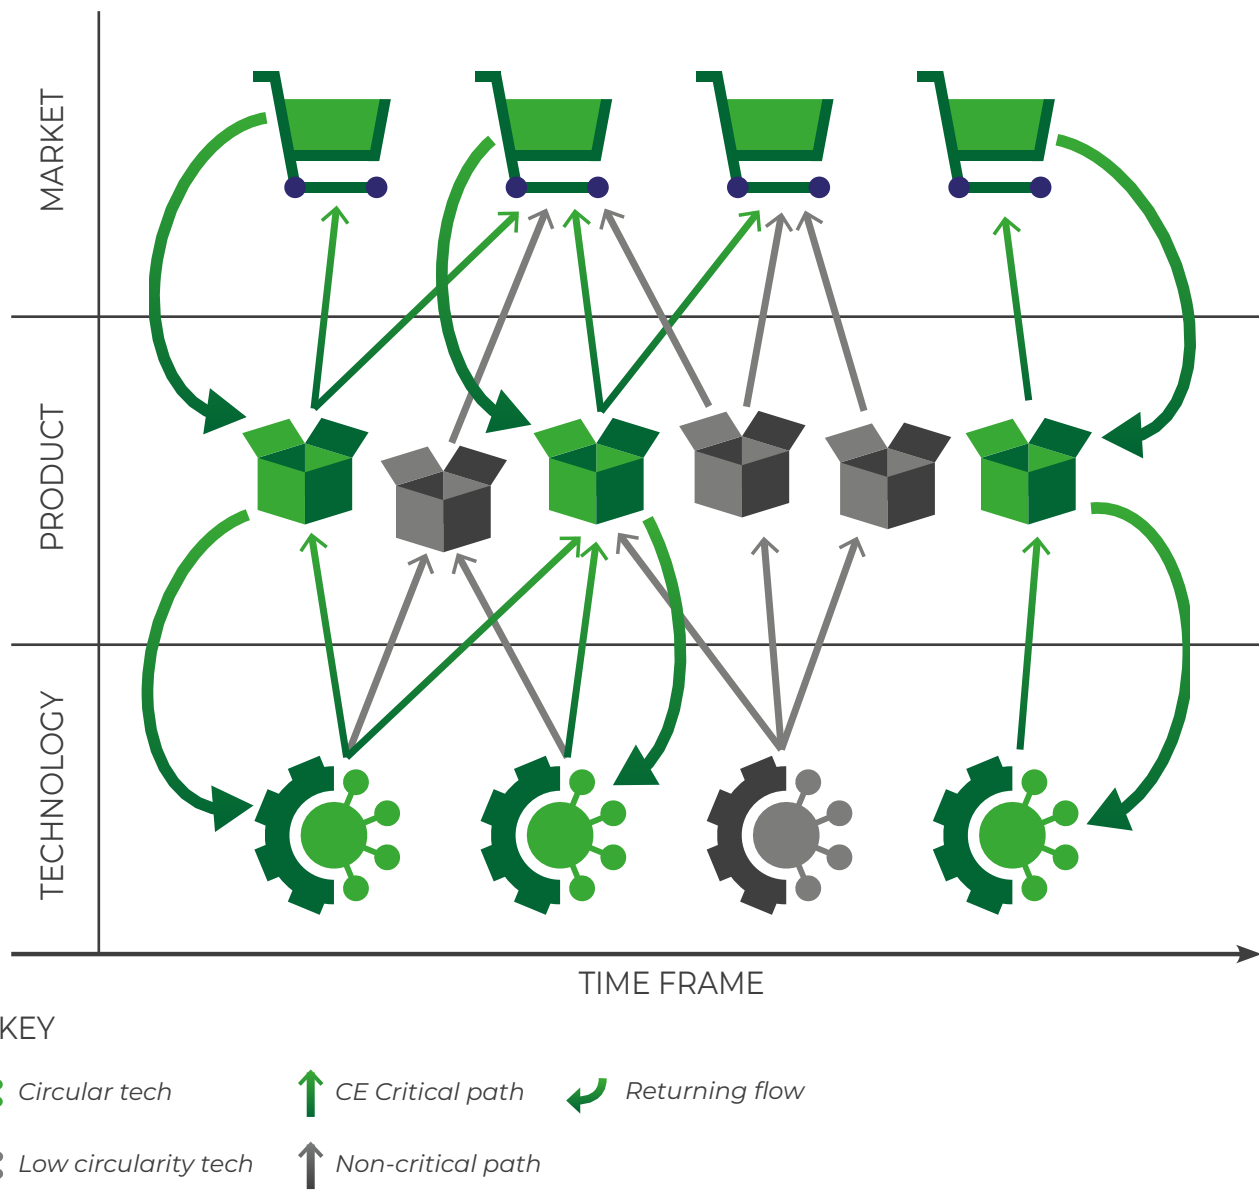 MARKET
PRODUCT
TECHNOLOGY
TIME FRAME
KEY
Circular tech
CE Critical path
Returning flow
Low circularity tech
Non-critical path